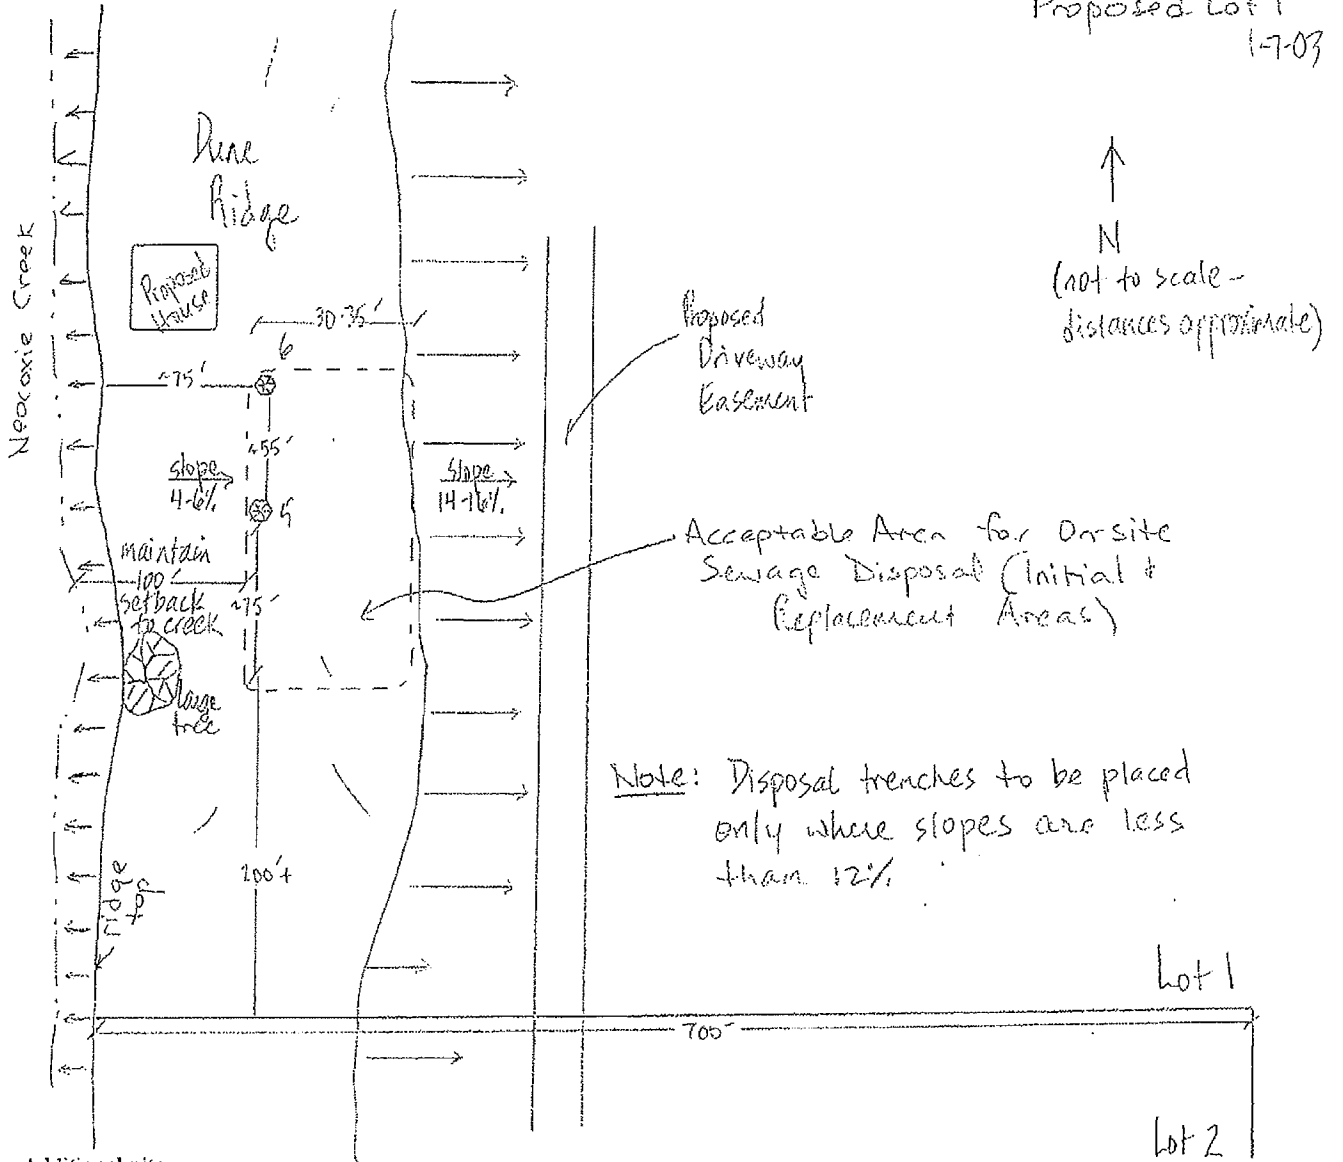 Proposed Lot 1
1-7-03
Dune
Ridge
N
(not to scale -
distances approximate)
Neocoxie Creek
Proposed
House
30-35'
6
~75'
~55'
Proposed
Driveway
Easement
slope
4-6%
5
slope
14-16%
Acceptable Area for On-site
Sewage Disposal (Initial &
Replacement Areas)
maintain
100'
setback
to creek
~75'
large
tree
Note: Disposal trenches to be placed
only where slopes are less
than 12%
ridge
top
Lot 1
700'
Lot 2